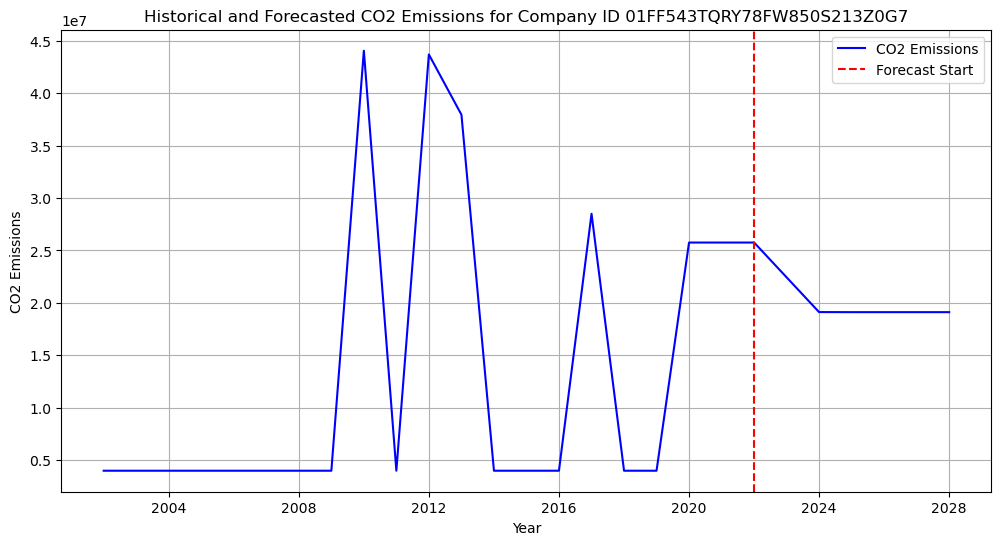 Historical and Forecasted CO2 Emissions for Company ID 01FF543TQRY78FW850S213Z0G7
1e7
4.5
4.0
3.5
3.0
2.5
2.0
1.5
1.0
0.5
CO2 Emissions
CO2 Emissions
Forecast Start
2004
2008
2012
2016
2020
2024
2028
Year